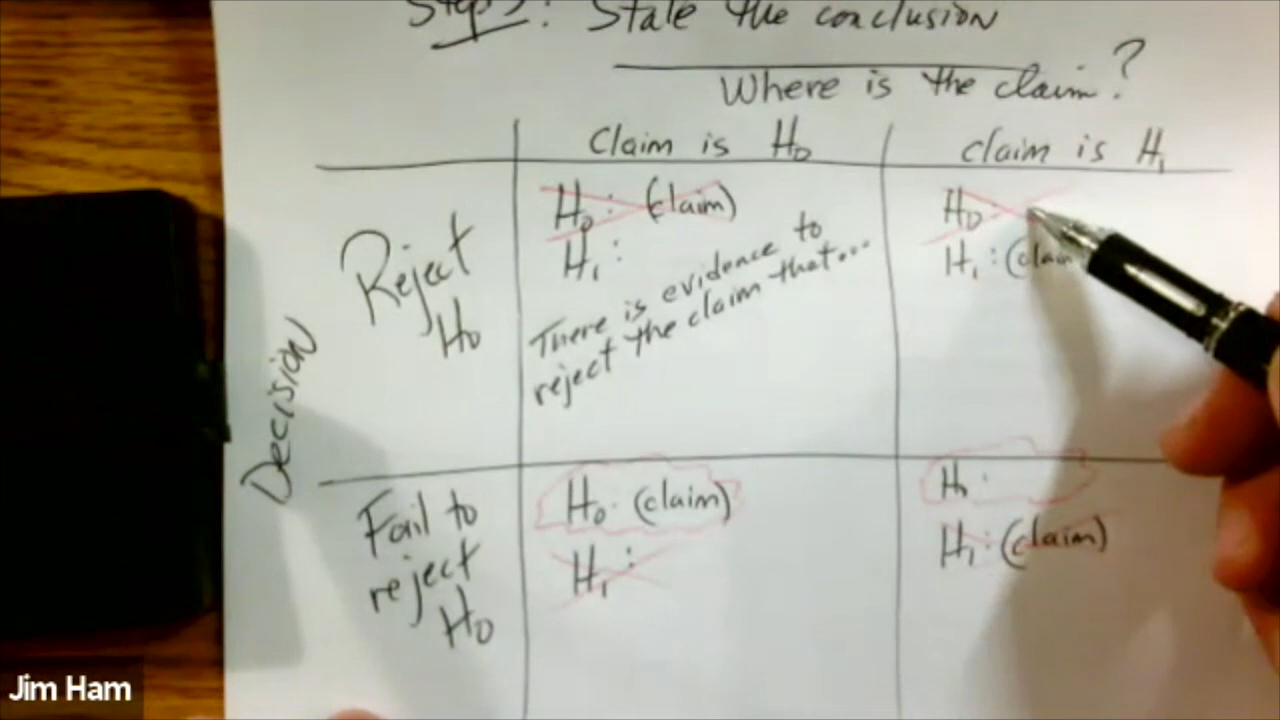 Step 5: State the conclusion
Where is the claim?
Claim is H₀
claim is H₁
Decision
Reject
H₀
H₀: (claim)
H₁:
There is evidence to
reject the claim that...
H₀
H₁: (claim
Fail to
reject
H₀
H₀: (claim)
H₁:
H₀:
H₁: (claim)
Jim Ham